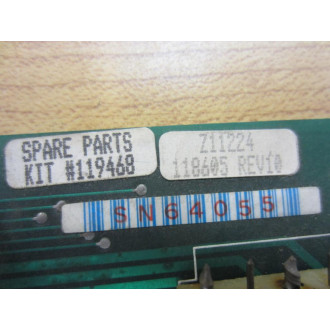 SPARE PARTS
KIT #119468
Z11224
118605 REV10
SN64055